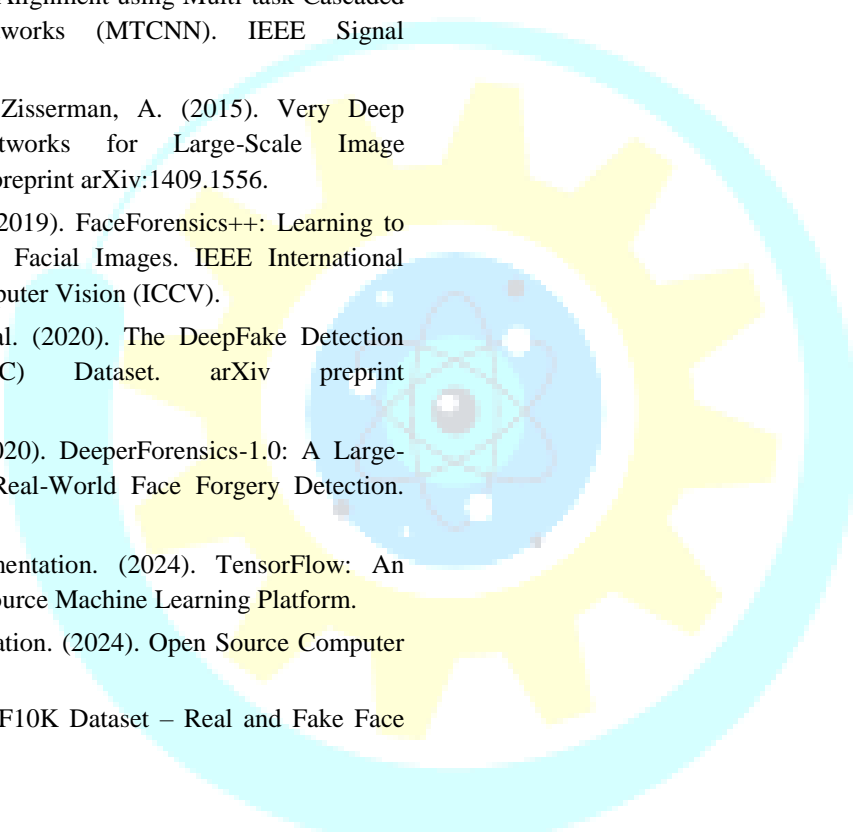 Alignment using Multi-task Cascaded
works (MTCNN). IEEE Signal
Zisserman, A. (2015). Very Deep
tworks for Large-Scale Image
preprint arXiv:1409.1556.
2019). FaceForensics++: Learning to
Facial Images. IEEE International
puter Vision (ICCV).
al. (2020). The DeepFake Detection
C) Dataset. arXiv preprint
020). DeeperForensics-1.0: A Large-
Real-World Face Forgery Detection.
mentation. (2024). TensorFlow: An
ource Machine Learning Platform.
ation. (2024). Open Source Computer
F10K Dataset – Real and Fake Face